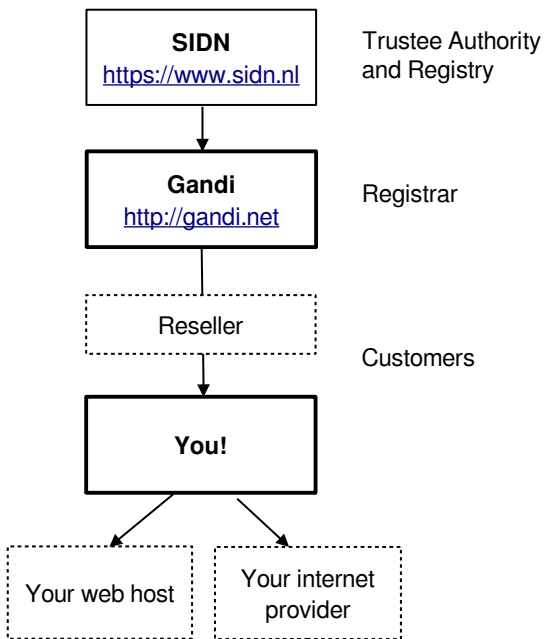 SIDN
https://www.sidn.nl
Trustee Authority
and Registry
Gandi
http://gandi.net
Registrar
Reseller
Customers
You!
Your web host
Your internet
provider